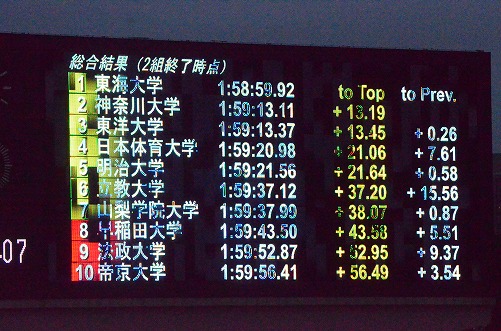 総合結果 (2組終了時点)
to Top to Prev.
1 東海大学 1:58:59.92
2 神奈川大学 1:59:13.11 + 13.19
3 東洋大学 1:59:13.37 + 13.45 + 0.26
4 日本体育大学 1:59:20.98 + 21.06 + 7.61
5 明治大学 1:59:21.56 + 21.64 + 0.58
6 立教大学 1:59:37.12 + 37.20 + 15.56
7 山梨学院大学 1:59:37.99 + 38.07 + 0.87
8 早稲田大学 1:59:43.50 + 43.58 + 5.51
9 法政大学 1:59:52.87 + 52.95 + 9.37
10 帝京大学 1:59:56.41 + 56.49 + 3.54
07